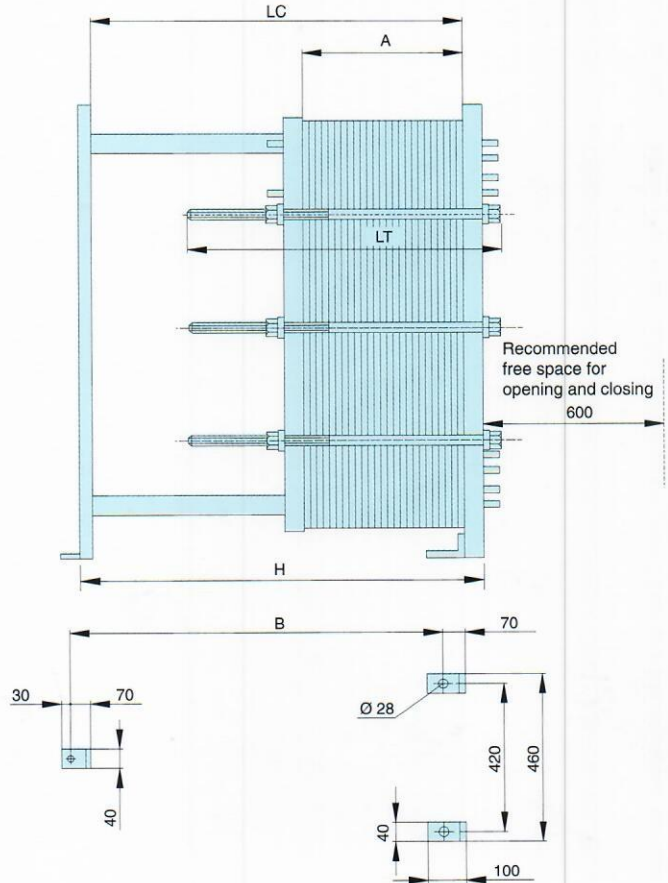 LC
A
LT
Recommended
free space for
opening and closing
600
H
B
70
30
70
Ø 28
420
460
40
40
100